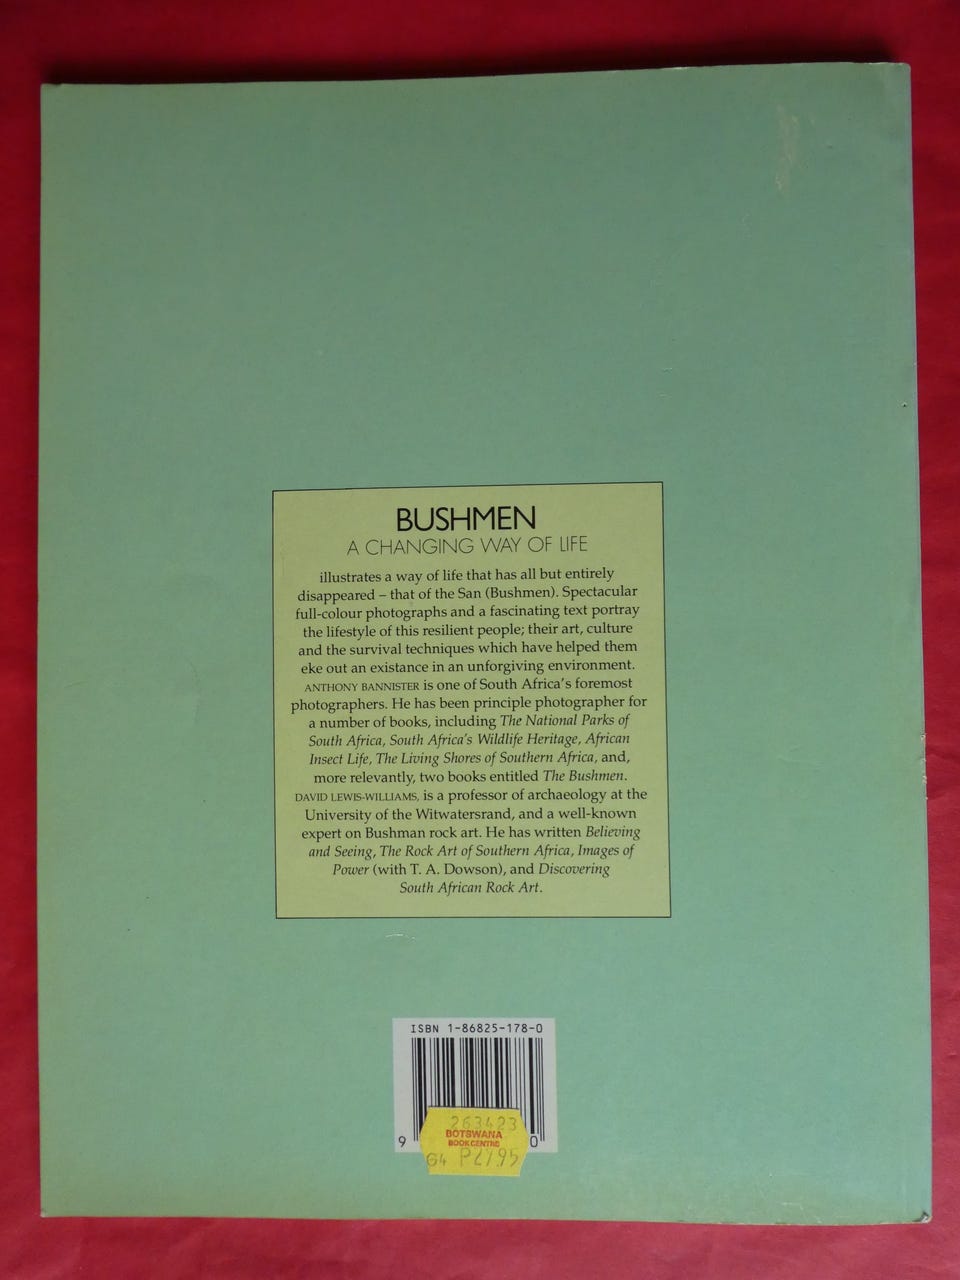 BUSHMEN
A CHANGING WAY OF LIFE
illustrates a way of life that has all but entirely
disappeared – that of the San (Bushmen). Spectacular
full-colour photographs and a fascinating text portray
the lifestyle of this resilient people; their art, culture
and the survival techniques which have helped them
eke out an existance in an unforgiving environment.
ANTHONY BANNISTER is one of South Africa's foremost
photographers. He has been principle photographer for
a number of books, including The National Parks of
South Africa, South Africa's Wildlife Heritage, African
Insect Life, The Living Shores of Southern Africa, and,
more relevantly, two books entitled The Bushmen.
DAVID LEWIS-WILLIAMS, is a professor of archaeology at the
University of the Witwatersrand, and a well-known
expert on Bushman rock art. He has written Believing
and Seeing, The Rock Art of Southern Africa, Images of
Power (with T. A. Dowson), and Discovering
South African Rock Art.
ISBN 1-86825-178-0
263423
BOTSWANA
BOOKCENTRE
9 0
G4